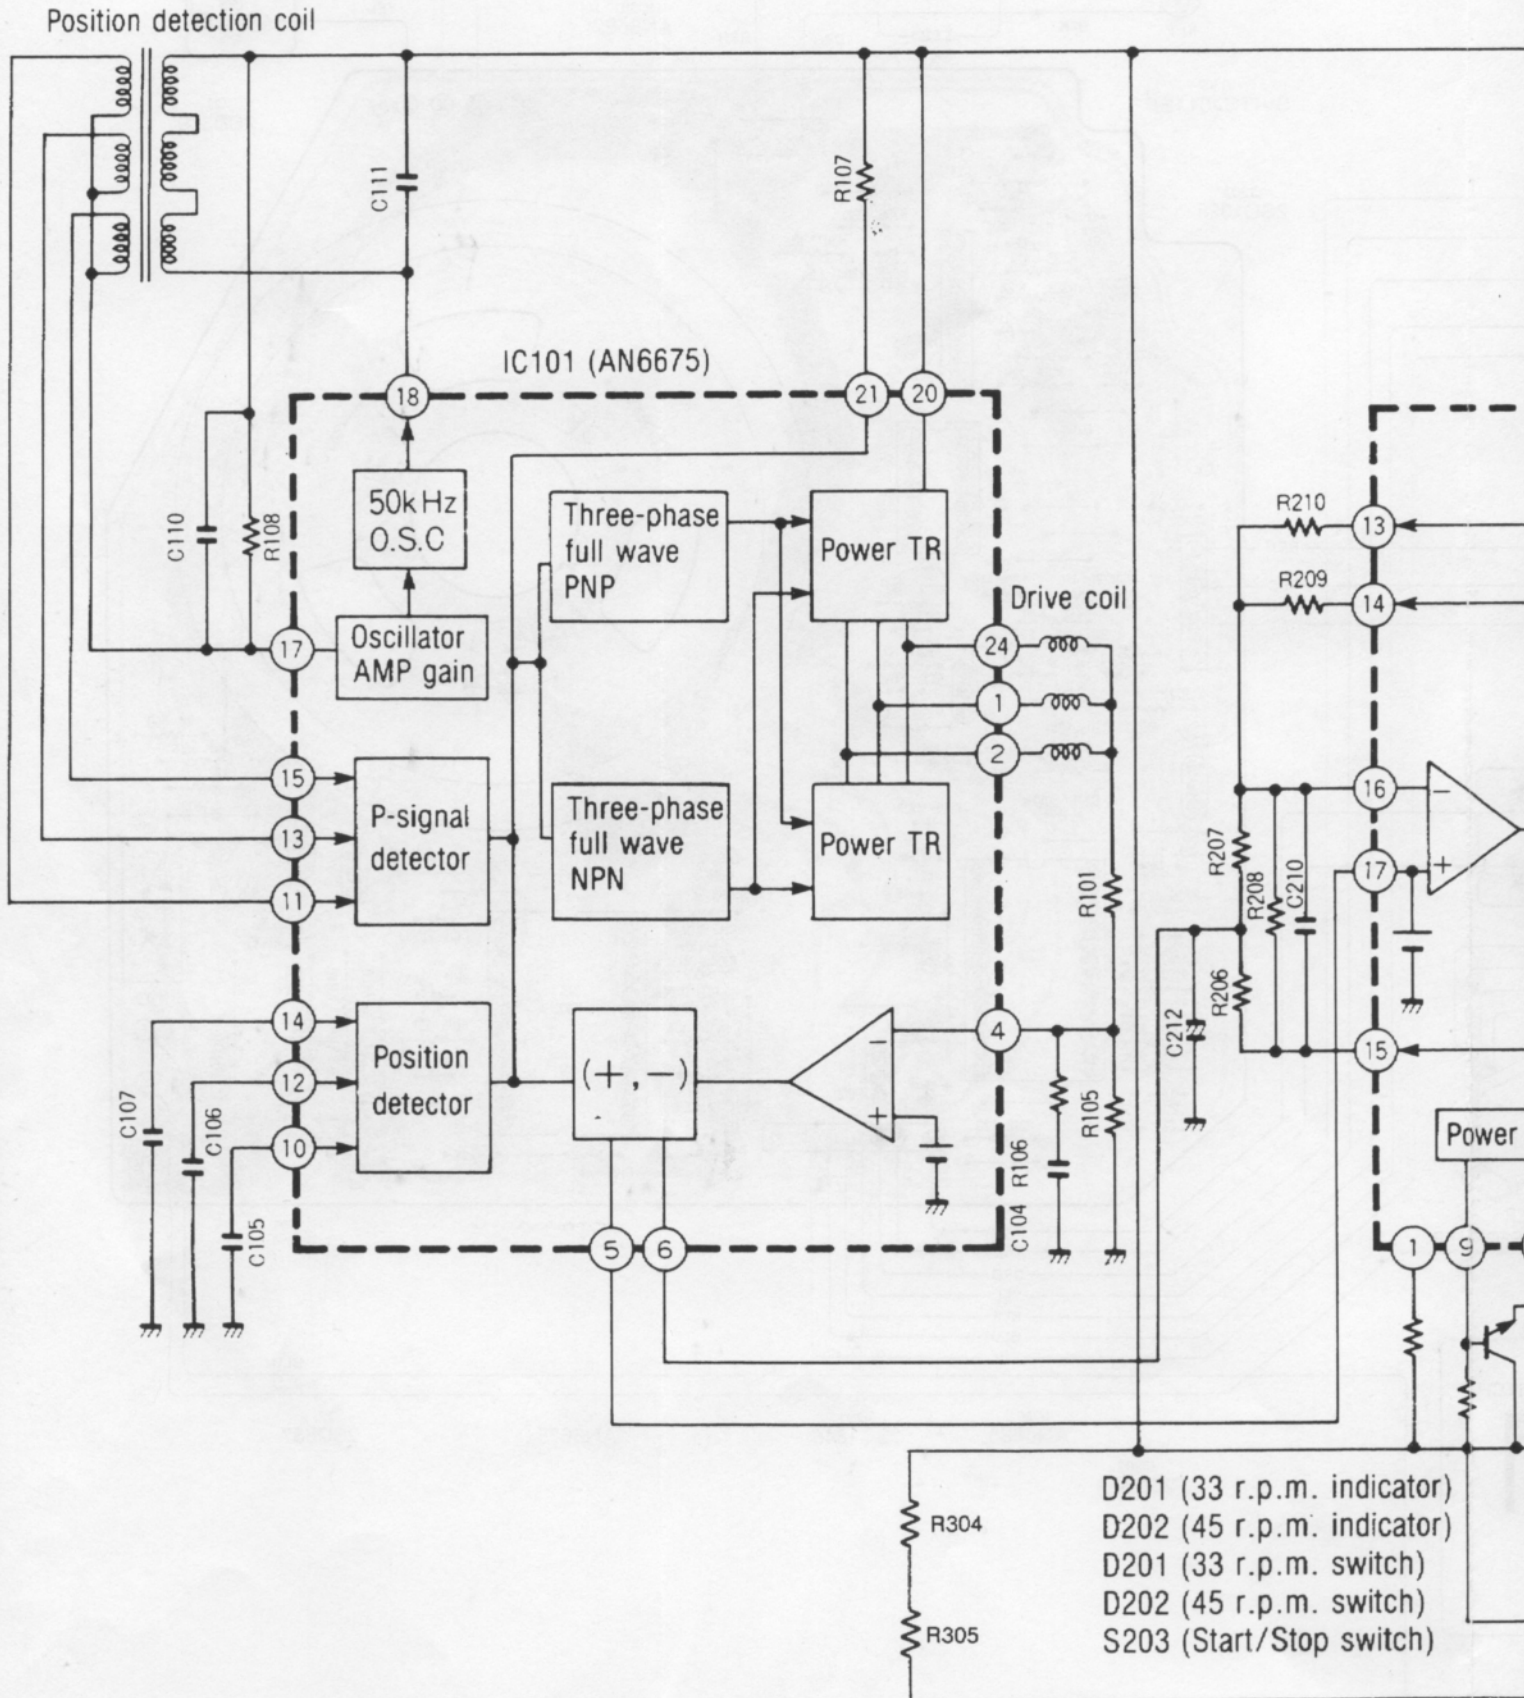 Position detection coil
C111
R107
IC101 (AN6675)
18
21
20
50kHz
O.S.C
Three-phase
full wave
PNP
Power TR
C110
R108
R210
13
R209
14
Drive coil
17
Oscillator
AMP gain
24
1
2
15
13
11
P-signal
detector
Three-phase
full wave
NPN
Power TR
R101
16
−
17
+
R207
R208
C210
R206
C212
15
14
12
10
Position
detector
(+,−)
−
+
4
C107
C106
C105
R105
R106
C104
Power
5
6
1
9
R304
R305
D201 (33 r.p.m. indicator)
D202 (45 r.p.m. indicator)
D201 (33 r.p.m. switch)
D202 (45 r.p.m. switch)
S203 (Start/Stop switch)